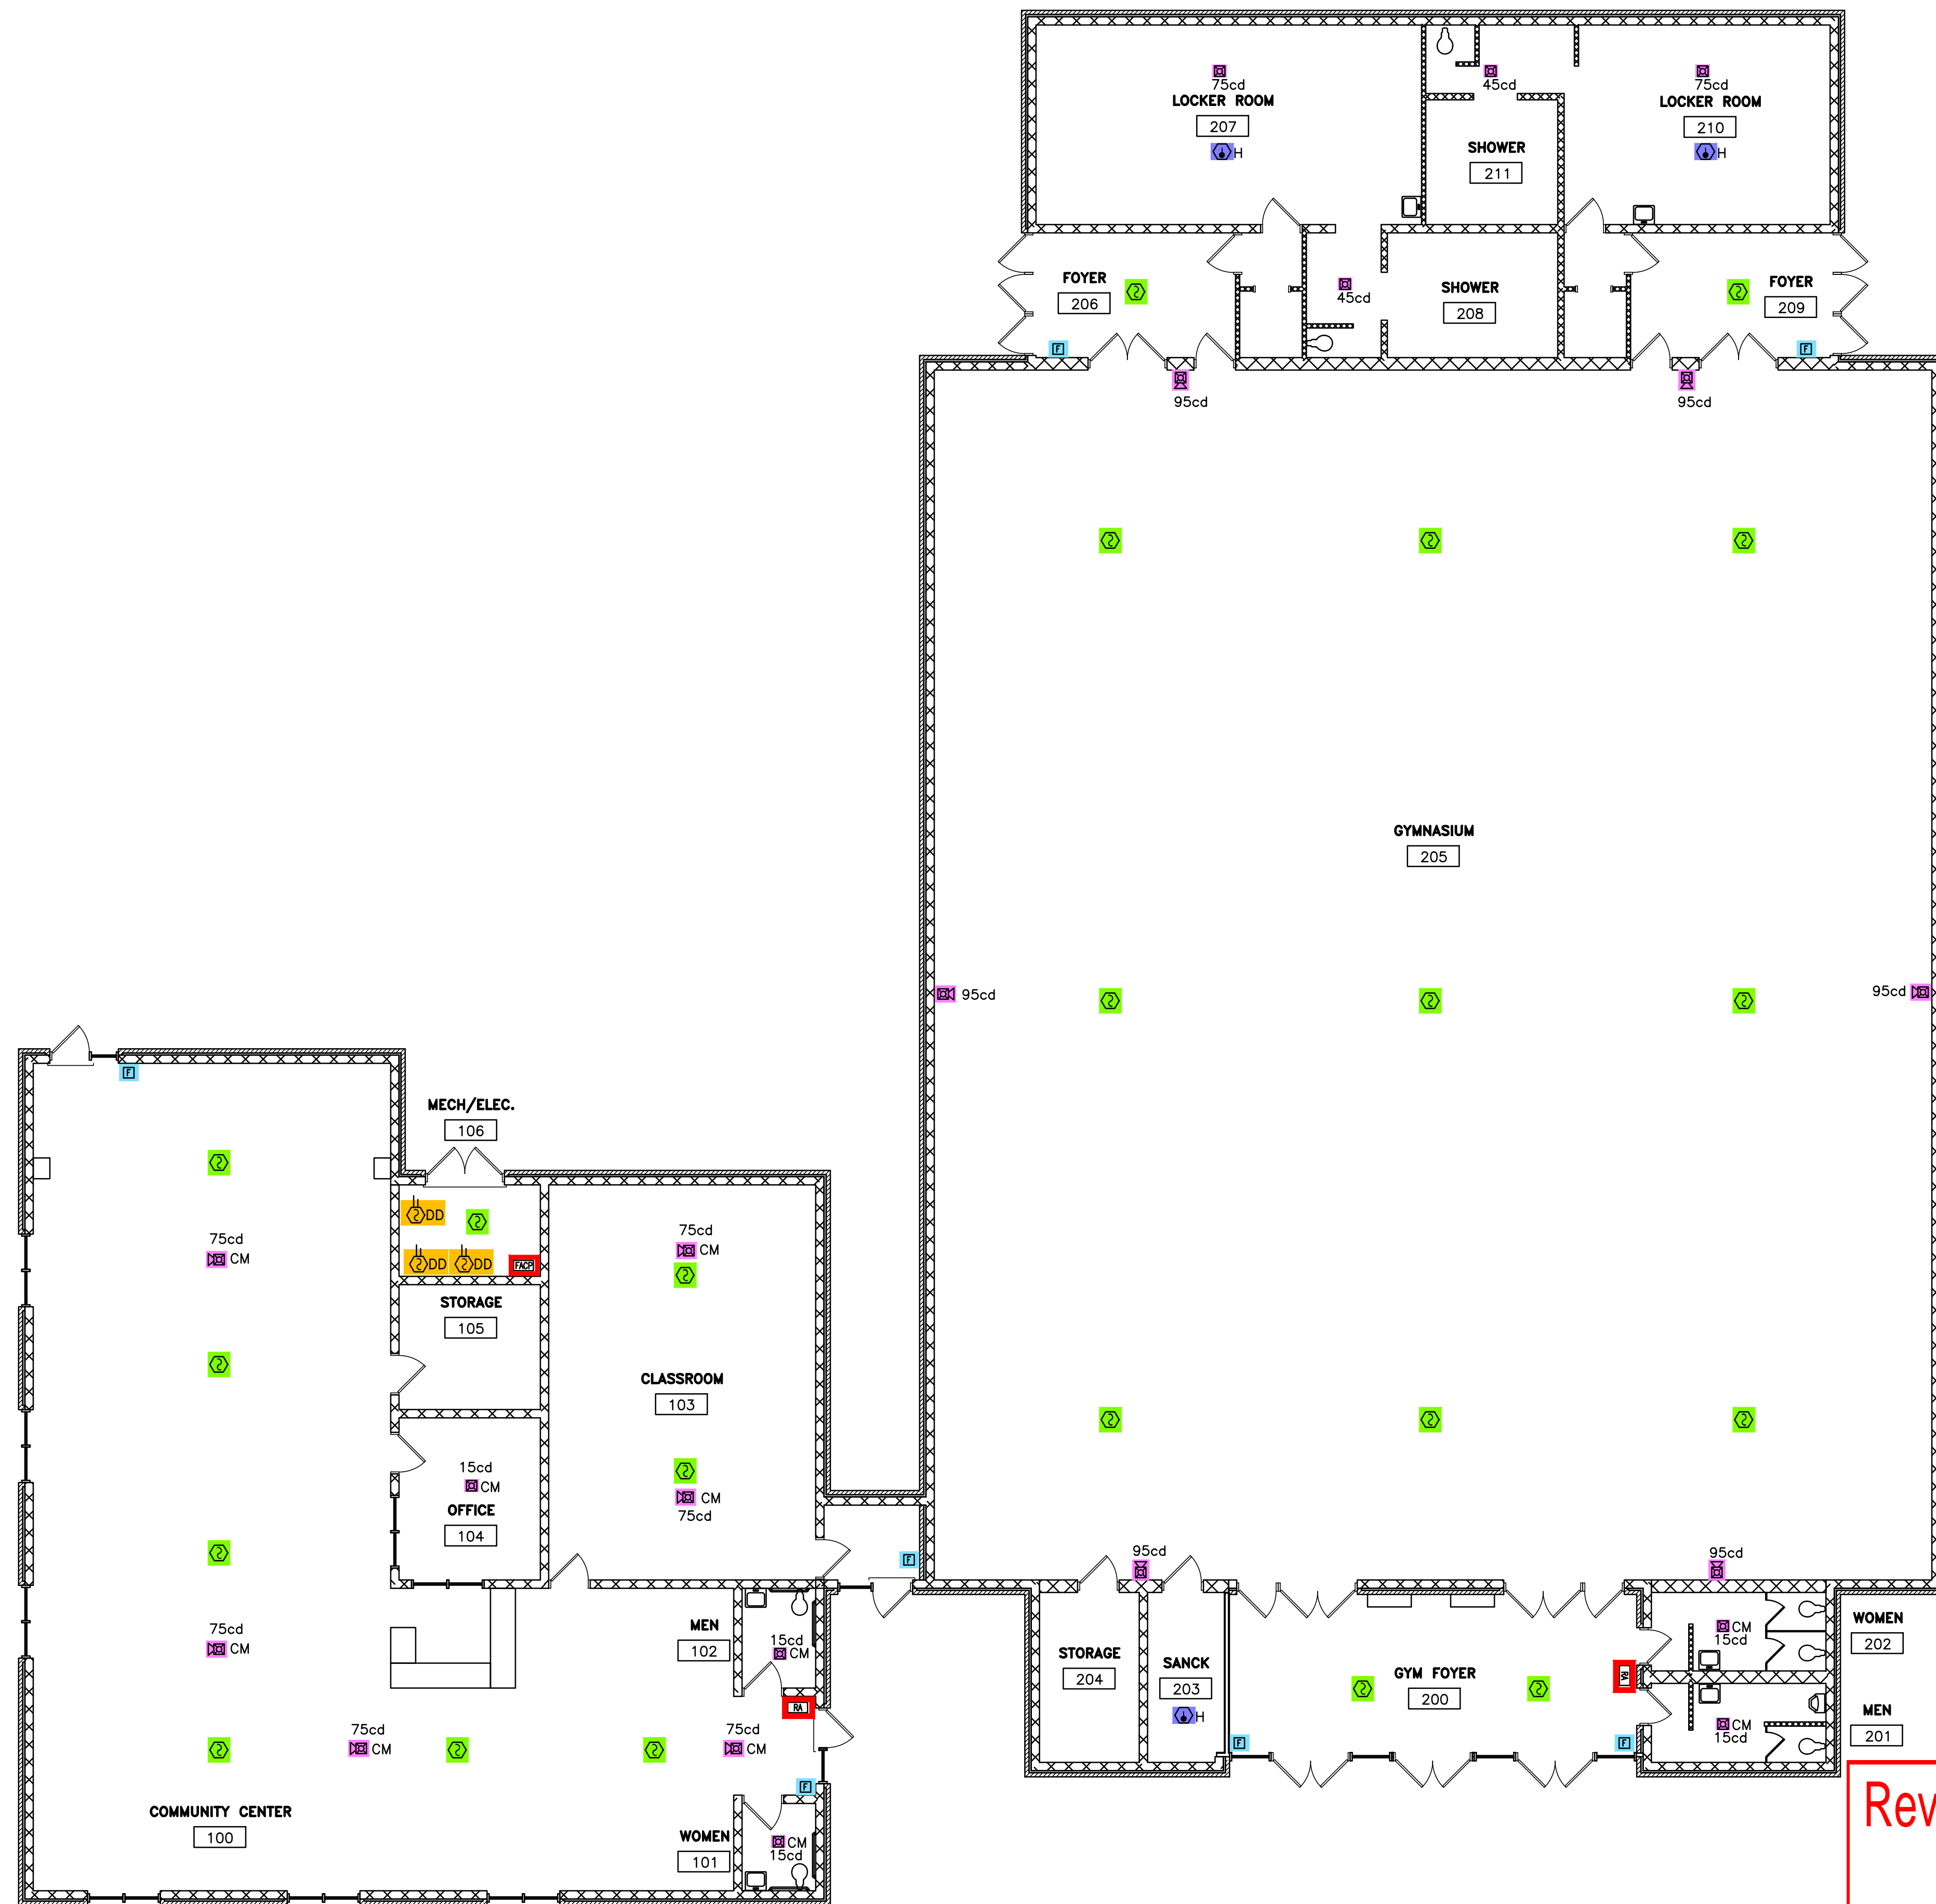 75cd
LOCKER ROOM
207
H
45cd
75cd
LOCKER ROOM
210
H
SHOWER
211
FOYER
206
45cd
SHOWER
208
FOYER
209
F
F
95cd
95cd
GYMNASIUM
205
95cd
95cd
F
MECH/ELEC.
106
DD
DD
DD
FACP
75cd
CM
75cd
CM
STORAGE
105
CLASSROOM
103
15cd
CM
OFFICE
104
CM
75cd
F
95cd
95cd
75cd
CM
MEN
102
15cd
CM
STORAGE
204
SANCK
203
H
GYM FOYER
200
RA
CM
15cd
WOMEN
202
CM
15cd
MEN
201
RA
75cd
CM
75cd
CM
F
F
F
COMMUNITY CENTER
100
WOMEN
101
CM
15cd
Rev